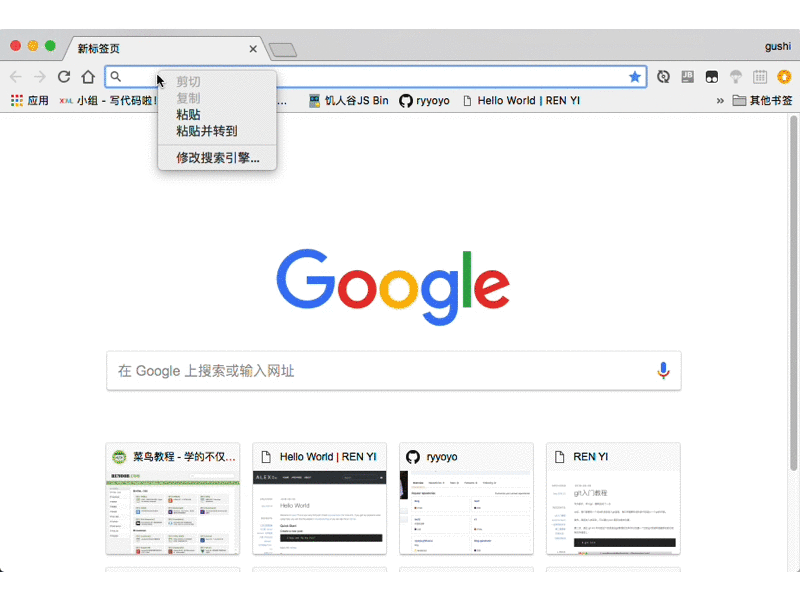 新标签页
gushi
剪切
复制
粘贴
粘贴并转到
修改搜索引擎...
应用
小组 - 写代码啦!
...
饥人谷JS Bin
ryyoyo
Hello World | REN YI
»
其他书签
Google
在 Google 上搜索或输入网址
菜鸟教程 - 学的不仅...
Hello World | REN YI
ryyoyo
REN YI
Hello World
git入门教程